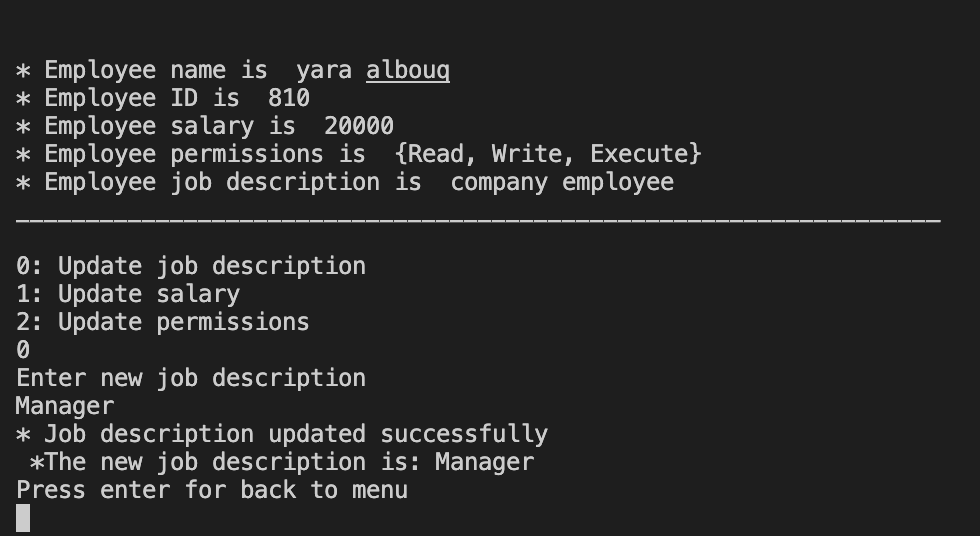 * Employee name is  yara albouq
* Employee ID is  810
* Employee salary is  20000
* Employee permissions is  {Read, Write, Execute}
* Employee job description is  company employee
__________________________________________________________________
0: Update job description
1: Update salary
2: Update permissions
0
Enter new job description
Manager
* Job description updated successfully
 *The new job description is: Manager
Press enter for back to menu